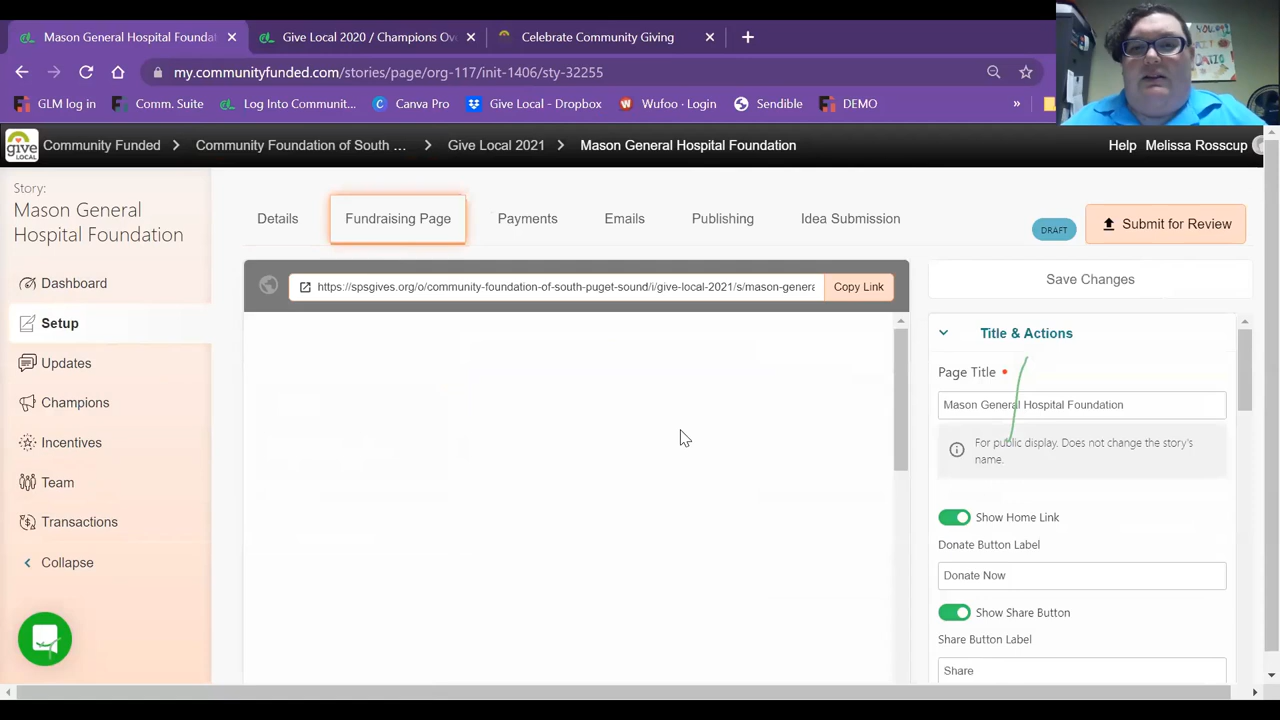 Mason General Hospital Founda
Give Local 2020 / Champions Ov
Celebrate Community Giving
my.communityfunded.com/stories/page/org-117/init-1406/sty-32255
GLM log in
Comm. Suite
Log Into Communit...
Canva Pro
Give Local - Dropbox
Wufoo · Login
Sendible
DEMO
»
give LOCAL
Community Funded
Community Foundation of South ...
Give Local 2021
Mason General Hospital Foundation
Help
Melissa Rosscup
Story:
Mason General
Hospital Foundation
Dashboard
Setup
Updates
Champions
Incentives
Team
Transactions
Collapse
Details
Fundraising Page
Payments
Emails
Publishing
Idea Submission
DRAFT
Submit for Review
https://spsgives.org/o/community-foundation-of-south-puget-sound/i/give-local-2021/s/mason-genera
Copy Link
Save Changes
Title & Actions
Page Title
Mason General Hospital Foundation
For public display. Does not change the story's
name.
Show Home Link
Donate Button Label
Donate Now
Show Share Button
Share Button Label
Share